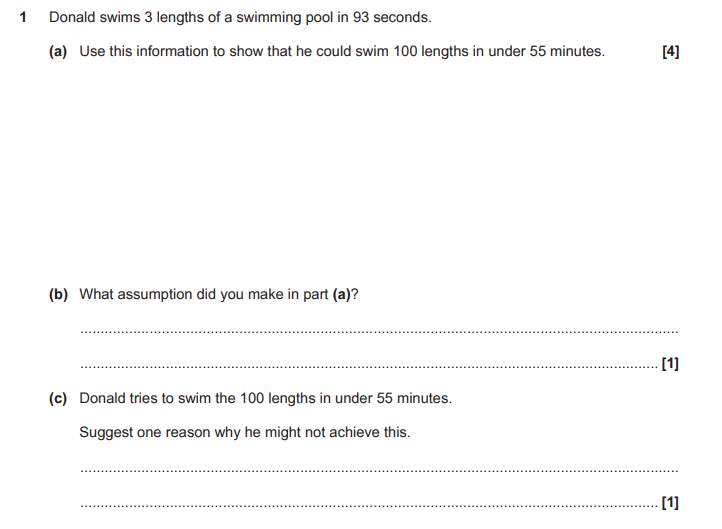 1 Donald swims 3 lengths of a swimming pool in 93 seconds.
(a) Use this information to show that he could swim 100 lengths in under 55 minutes. [4]
(b) What assumption did you make in part (a)?
[1]
(c) Donald tries to swim the 100 lengths in under 55 minutes.
Suggest one reason why he might not achieve this.
[1]